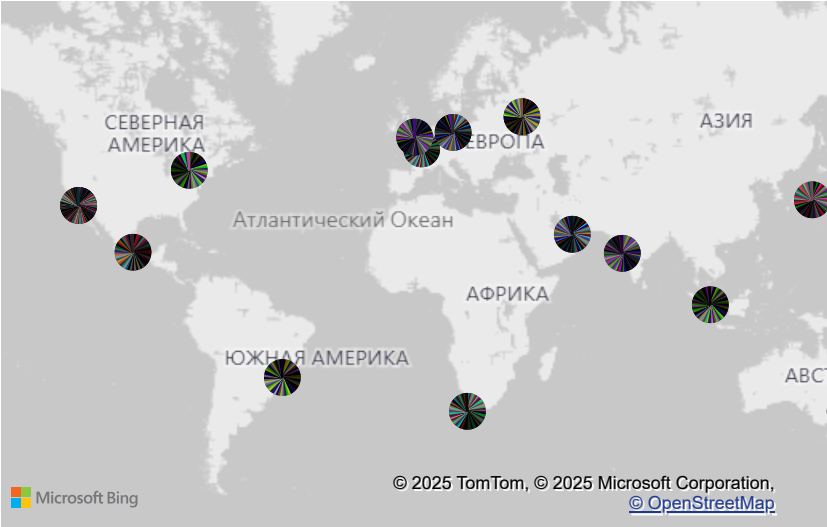 СЕВЕРНАЯ
АМЕРИКА
АЗИЯ
ЕВРОПА
Атлантический Океан
АФРИКА
ЮЖНАЯ АМЕРИКА
АВСТ
Microsoft Bing
© 2025 TomTom, © 2025 Microsoft Corporation,
© OpenStreetMap